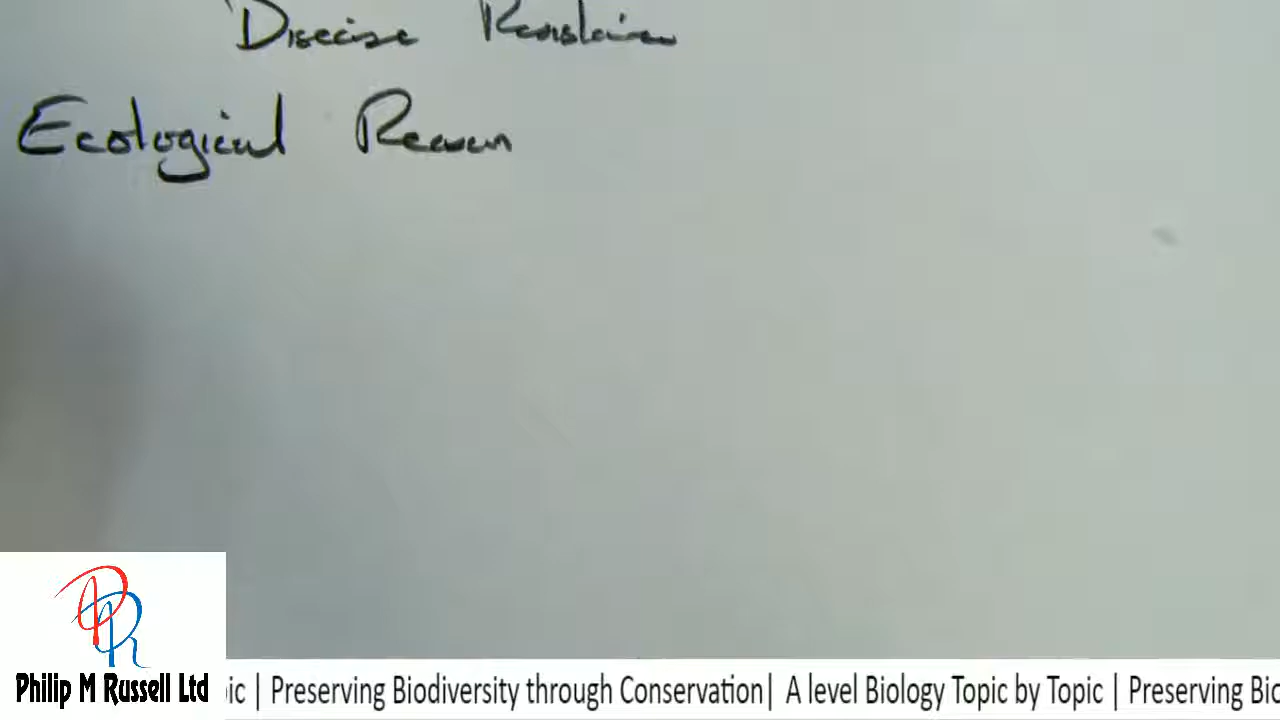 Disease Resistance
Ecological Reason
Philip M Russell Ltd
ic | Preserving Biodiversity through Conservation| A level Biology Topic by Topic | Preserving Bic